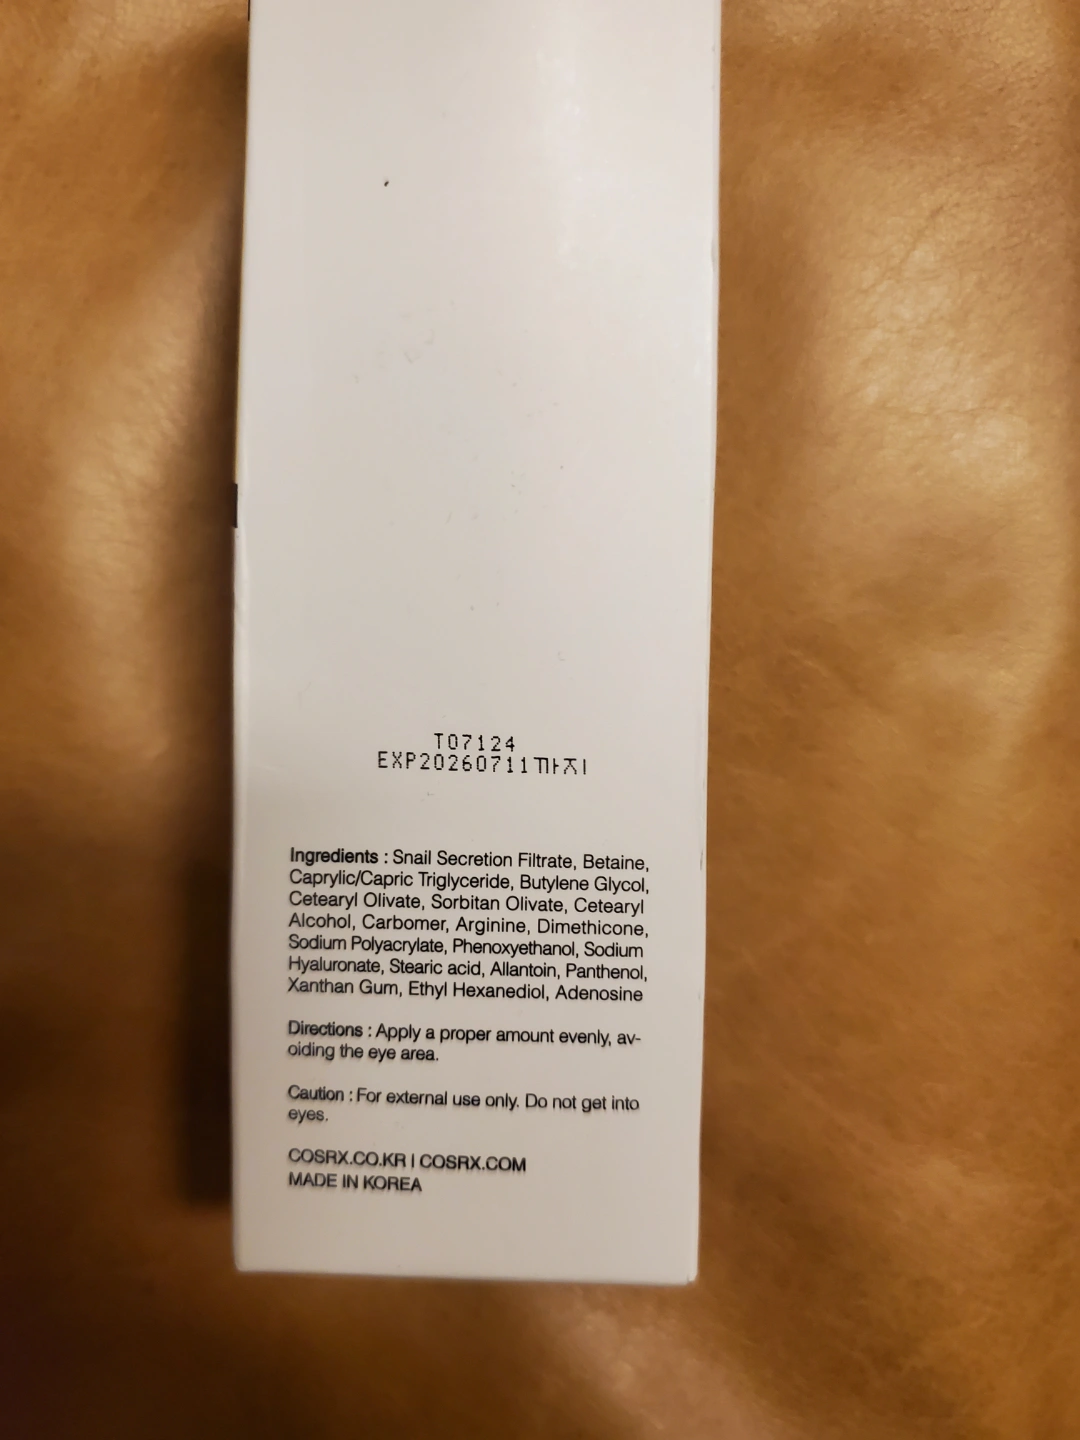 T07124
EXP20260711까지
Ingredients : Snail Secretion Filtrate, Betaine,
Caprylic/Capric Triglyceride, Butylene Glycol,
Cetearyl Olivate, Sorbitan Olivate, Cetearyl
Alcohol, Carbomer, Arginine, Dimethicone,
Sodium Polyacrylate, Phenoxyethanol, Sodium
Hyaluronate, Stearic acid, Allantoin, Panthenol,
Xanthan Gum, Ethyl Hexanediol, Adenosine
Directions : Apply a proper amount evenly, av-
oiding the eye area.
Caution : For external use only. Do not get into
eyes.
COSRX.CO.KR I COSRX.COM
MADE IN KOREA